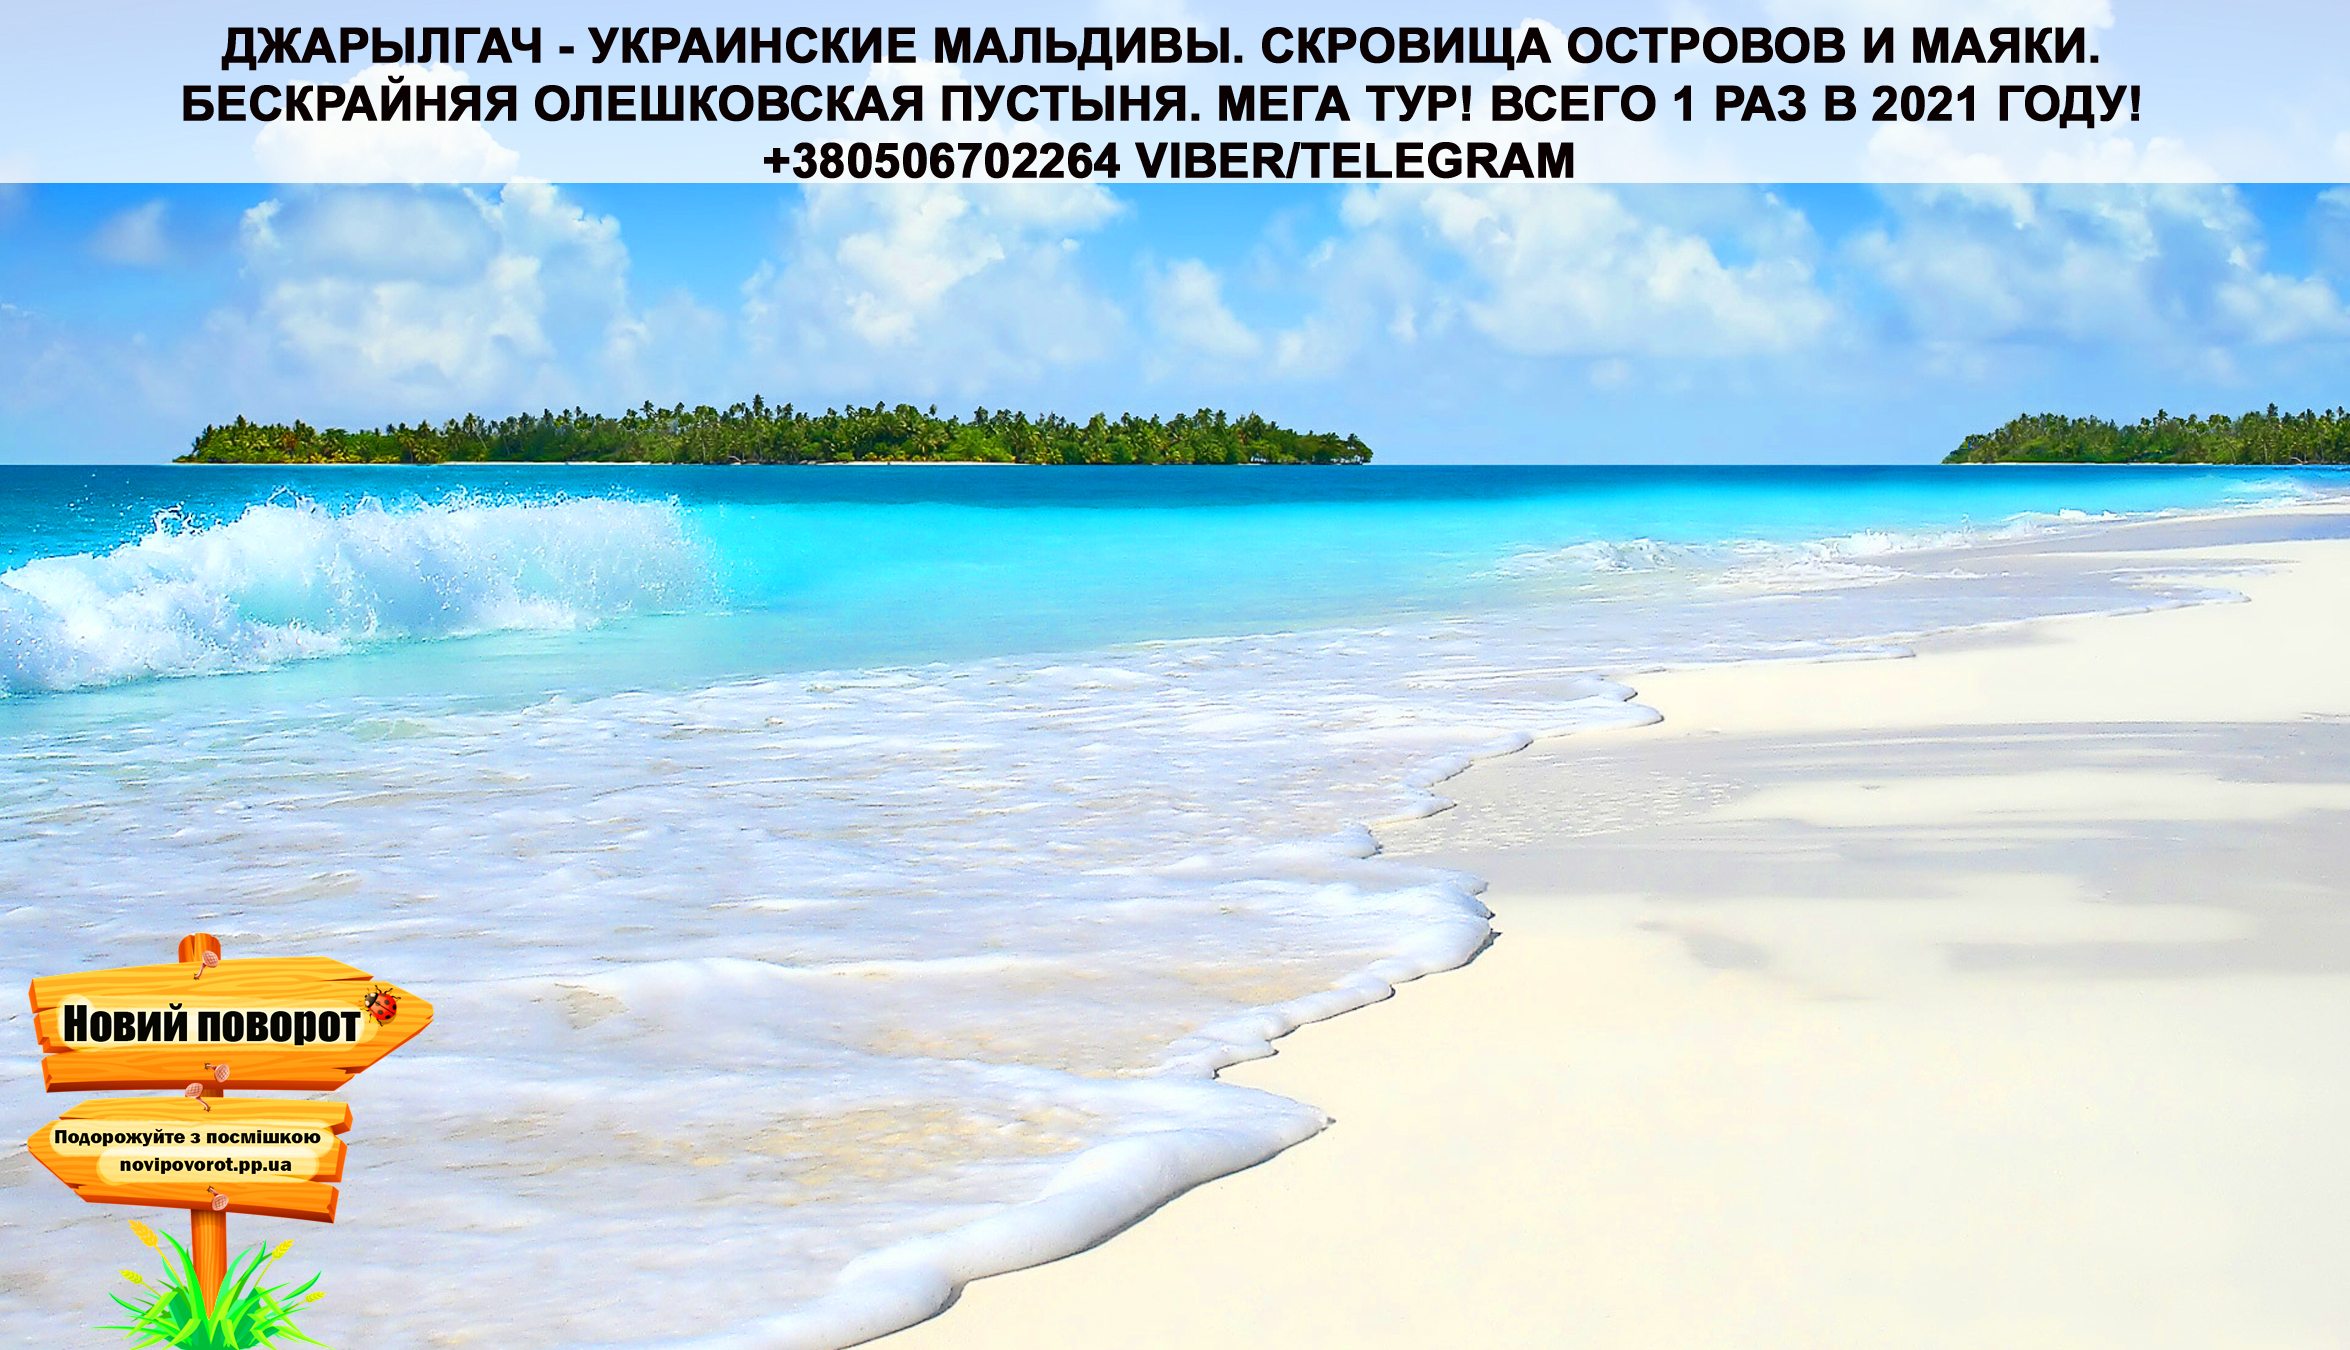 ДЖАРЫЛГАЧ - УКРАИНСКИЕ МАЛЬДИВЫ. СКРОВИЩА ОСТРОВОВ И МАЯКИ.
БЕСКРАЙНЯЯ ОЛЕШКОВСКАЯ ПУСТЫНЯ. МЕГА ТУР! ВСЕГО 1 РАЗ В 2021 ГОДУ!
+380506702264 VIBER/TELEGRAM
Новий поворот
Подорожуйте з посмішкою
novipovorot.pp.ua